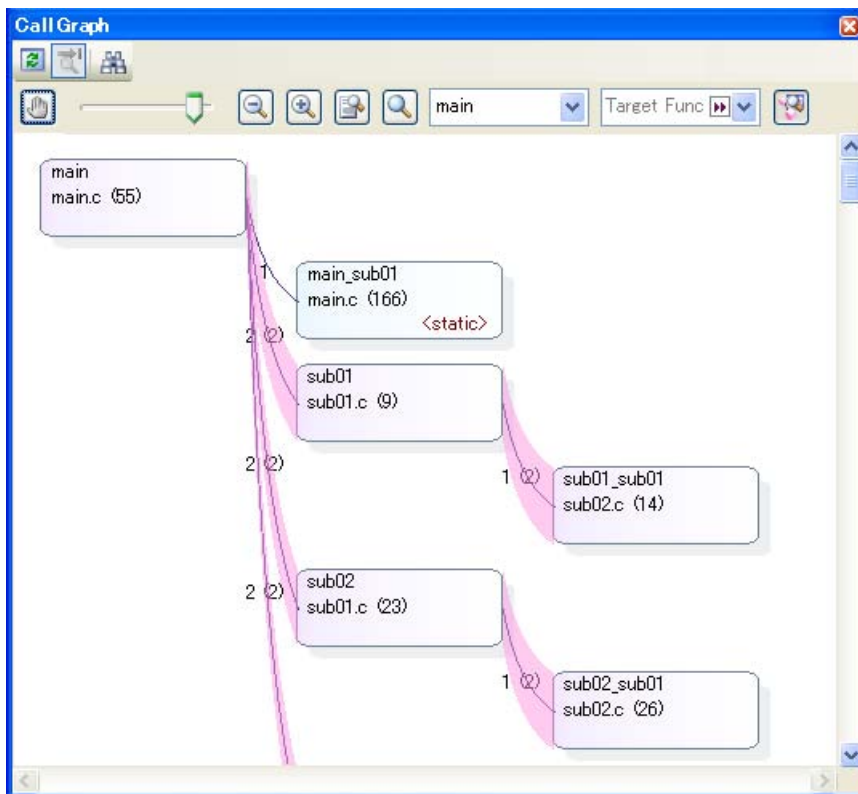 Call Graph
main
Target Func
main
main.c (55)
1
main_sub01
main.c (166)
<static>
2 (2)
sub01
sub01.c (9)
2 (2)
1 (2)
sub01_sub01
sub02.c (14)
2 (2)
sub02
sub01.c (23)
1 (2)
sub02_sub01
sub02.c (26)